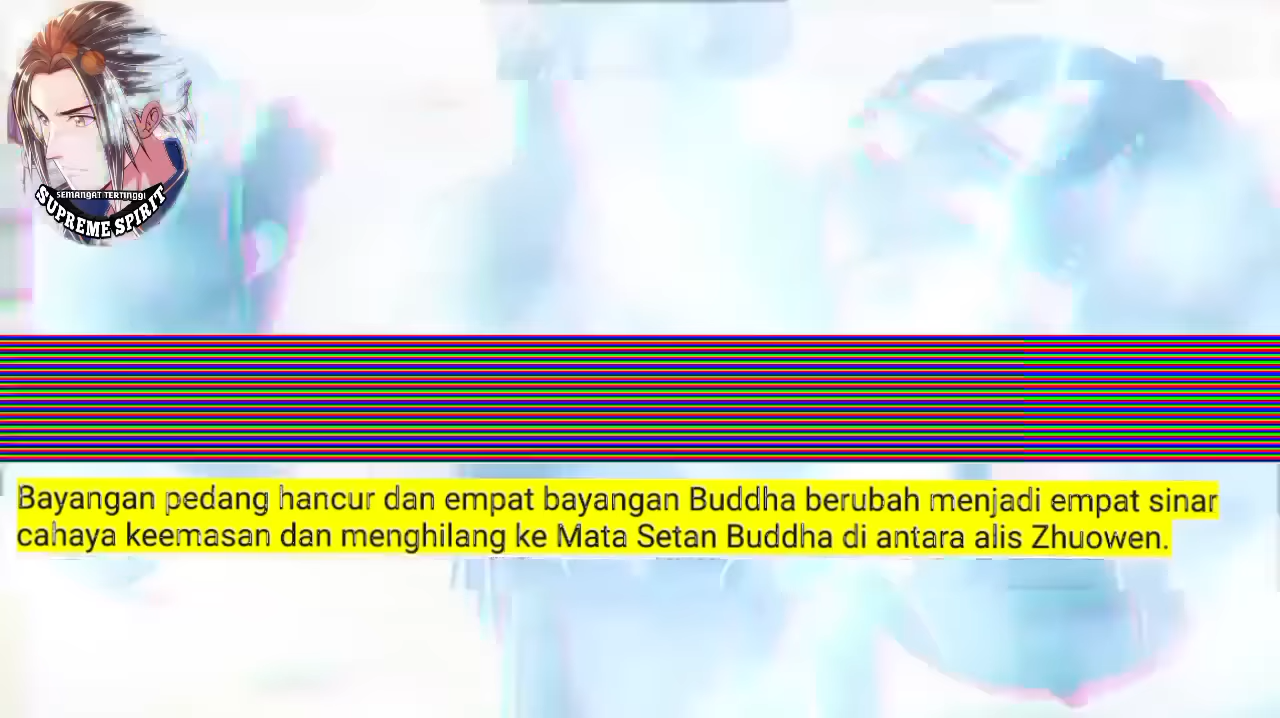 SEMANGAT TERTINGGI
SUPREME SPIRIT
Bayangan pedang hancur dan empat bayangan Buddha berubah menjadi empat sinar
cahaya keemasan dan menghilang ke Mata Setan Buddha di antara alis Zhuowen.